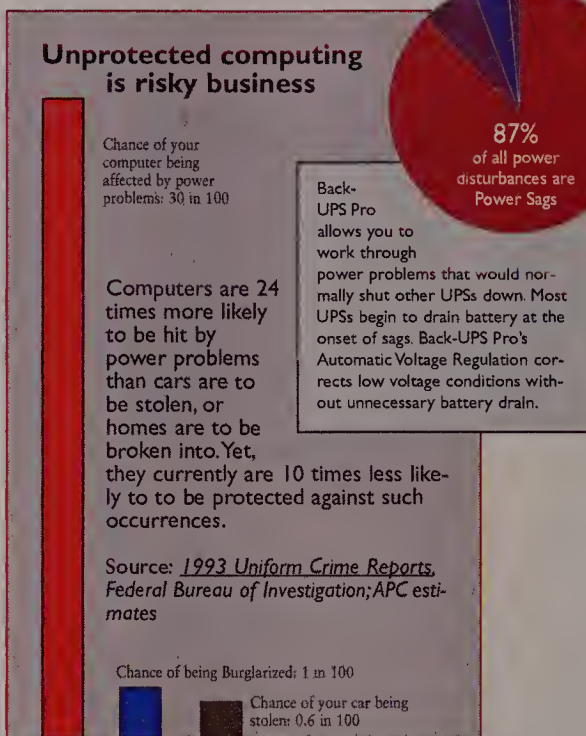 Unprotected computing
is risky business
Chance of your
computer being
affected by power
problems: 30 in 100
87%
of all power
disturbances are
Power Sags
Back-
UPS Pro
allows you to
work through
power problems that would nor-
mally shut other UPSs down. Most
UPSs begin to drain battery at the
onset of sags. Back-UPS Pro's
Automatic Voltage Regulation cor-
rects low voltage conditions with-
out unnecessary battery drain.
Computers are 24
times more likely
to be hit by
power problems
than cars are to
be stolen, or
homes are to be
broken into. Yet,
they currently are 10 times less like-
ly to to be protected against such
occurrences.
Source: 1993 Uniform Crime Reports,
Federal Bureau of Investigation; APC esti-
mates
Chance of being Burglarized: 1 in 100
Chance of your car being
stolen: 0.6 in 100